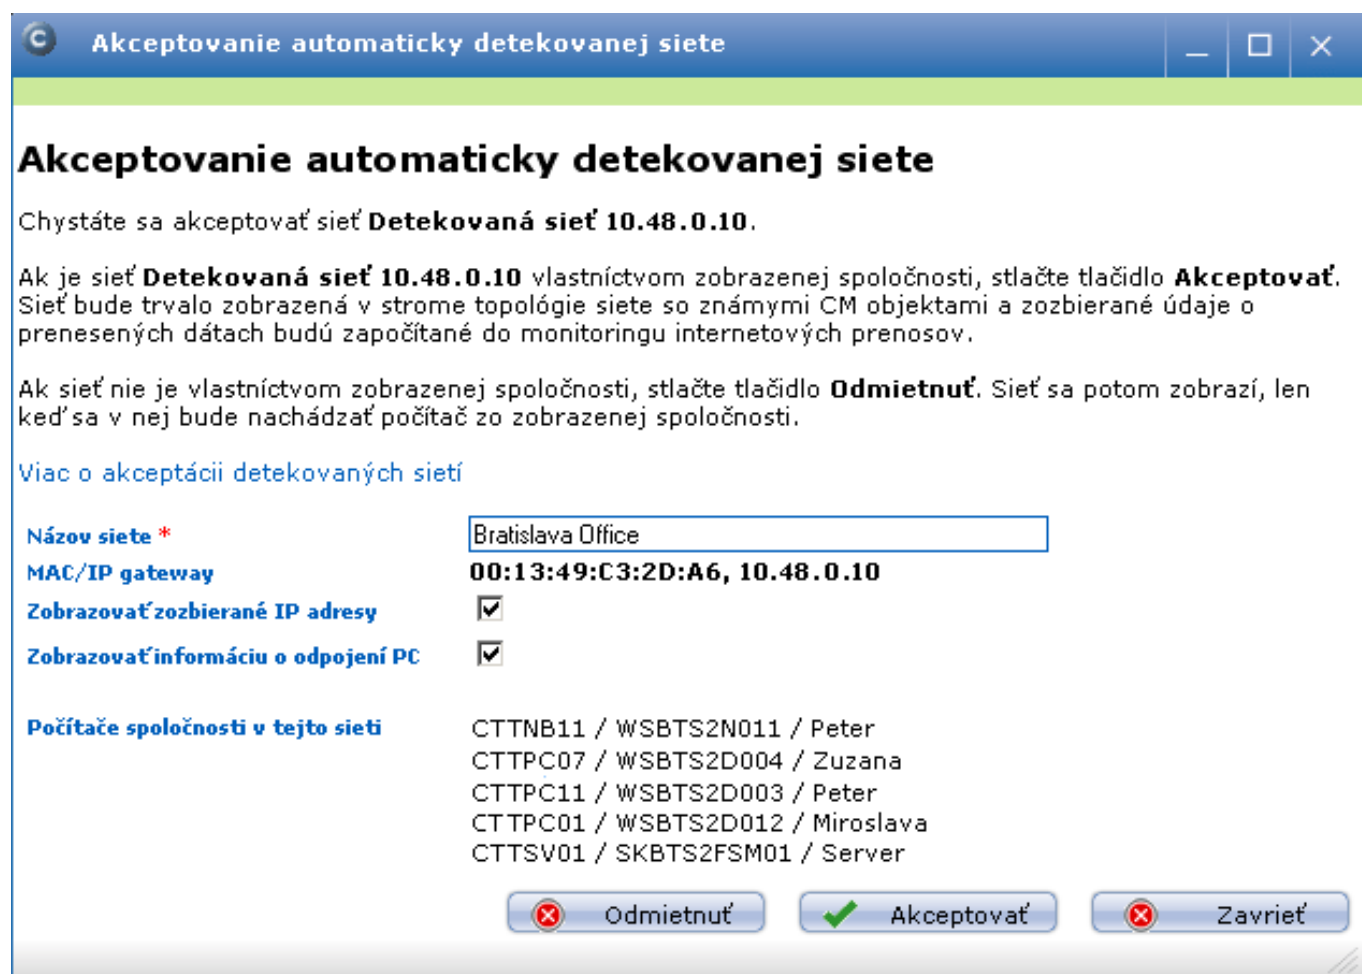 Akceptovanie automaticky detekovanej siete
Akceptovanie automaticky detekovanej siete
Chystáte sa akceptovať sieť Detekovaná sieť 10.48.0.10.
Ak je sieť Detekovaná sieť 10.48.0.10 vlastníctvom zobrazenej spoločnosti, stlačte tlačidlo Akceptovať.
Sieť bude trvalo zobrazená v strome topológie siete so známymi CM objektami a zozbierané údaje o
prenesených dátach budú započítané do monitoringu internetových prenosov.
Ak sieť nie je vlastníctvom zobrazenej spoločnosti, stlačte tlačidlo Odmietnuť. Sieť sa potom zobrazí, len
keď sa v nej bude nachádzať počítač zo zobrazenej spoločnosti.
Viac o akceptácii detekovaných sietí
Názov siete * Bratislava Office
MAC/IP gateway 00:13:49:C3:2D:A6, 10.48.0.10
Zobrazovať zozbierané IP adresy
Zobrazovať informáciu o odpojení PC
Počítače spoločnosti v tejto sieti CTTNB11 / WSBTS2N011 / Peter
CTTPC07 / WSBTS2D004 / Zuzana
CTTPC11 / WSBTS2D003 / Peter
CTTPC01 / WSBTS2D012 / Miroslava
CTTSV01 / SKBTS2FSM01 / Server
Odmietnuť Akceptovať Zavrieť